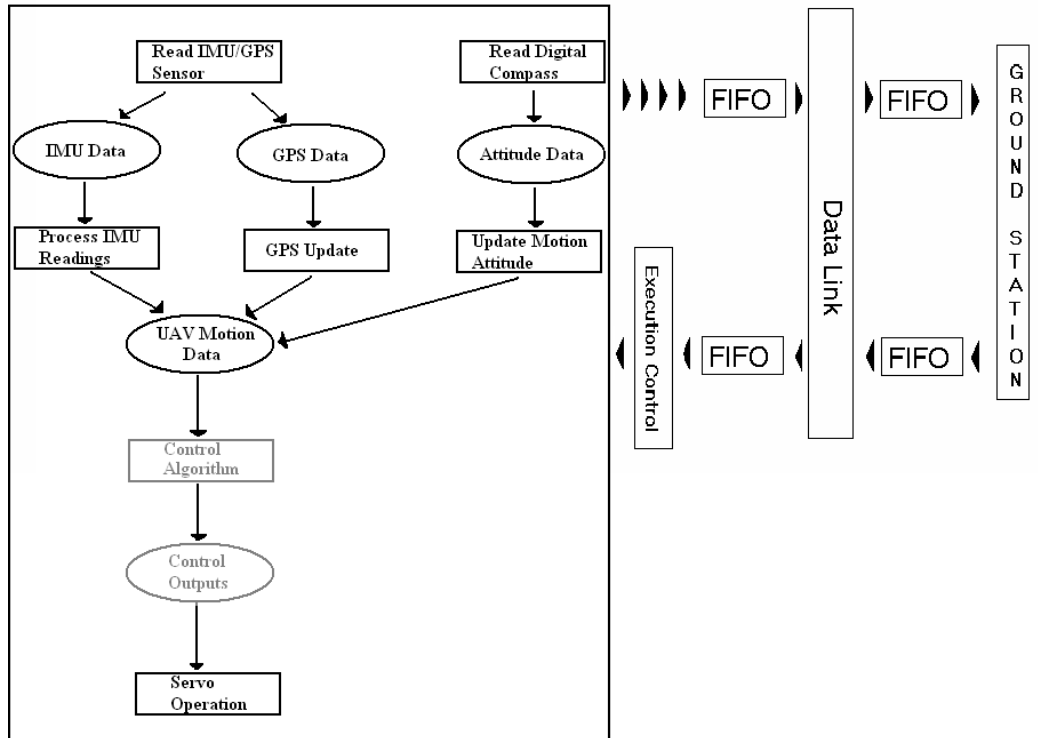 Read IMU/GPS
Sensor
Read Digital
Compass
IMU Data
GPS Data
Attitude Data
Process IMU
Readings
GPS Update
Update Motion
Attitude
UAV Motion
Data
Control
Algorithm
Control
Outputs
Servo
Operation
FIFO
Data Link
FIFO
GROUND STATION
Execution Control
FIFO
FIFO